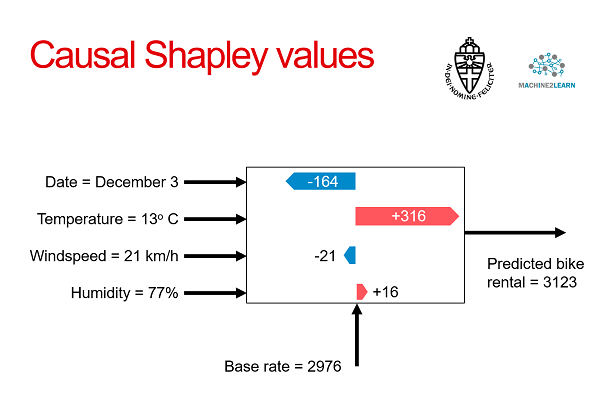 Causal Shapley values
IN·DEI·NOMINE·FELICITER
MACHINE2LEARN
Date = December 3
-164
Temperature = 13º C
+316
Windspeed = 21 km/h
-21
Humidity = 77%
+16
Predicted bike
rental = 3123
Base rate = 2976